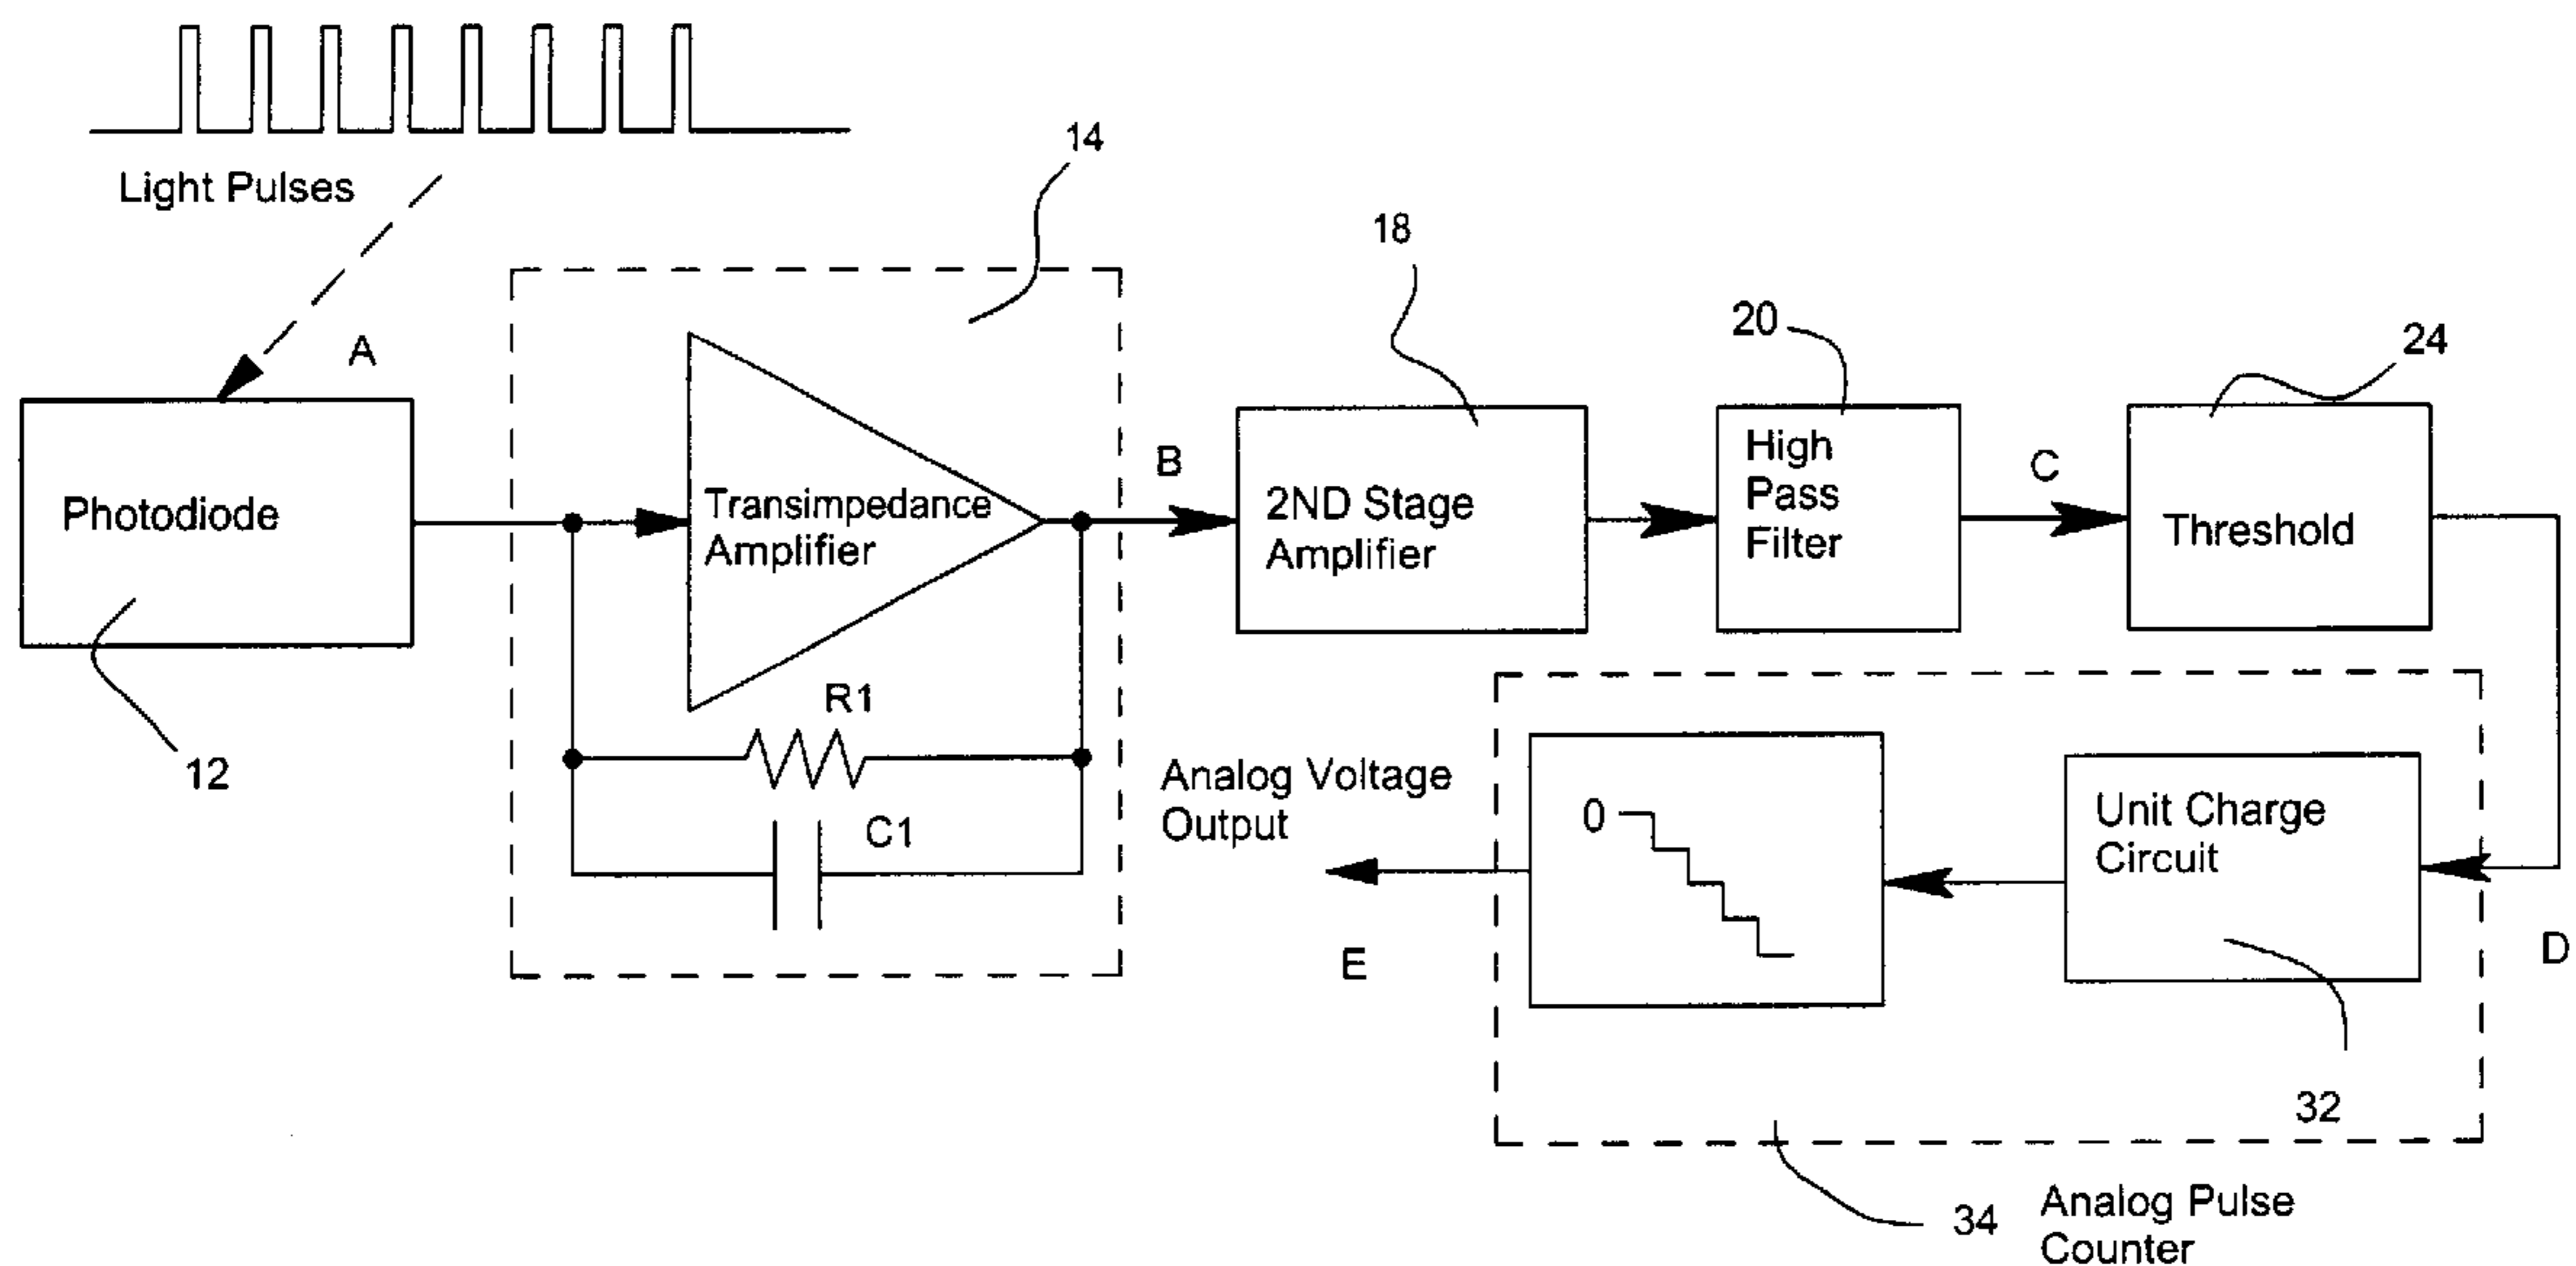 Light Pulses
14
18
20
24
A
B
C
Photodiode
Transimpedance
Amplifier
2ND Stage
Amplifier
High
Pass
Filter
Threshold
R1
12
C1
Analog Voltage
Output
0
Unit Charge
Circuit
E
D
32
34
Analog Pulse
Counter